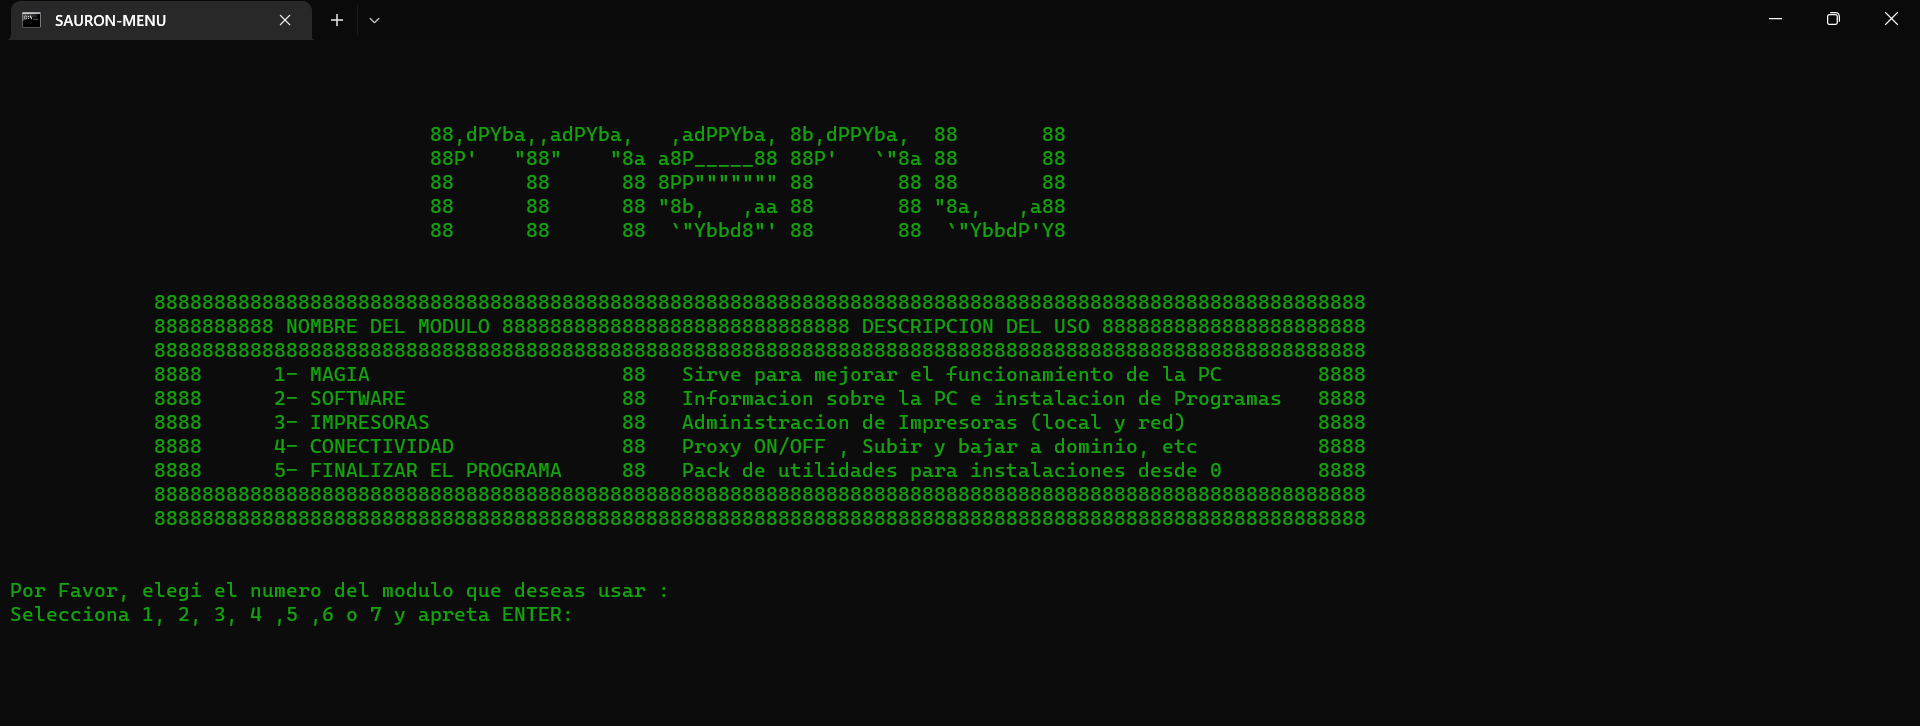 SAURON-MENU
88,dPYba,,adPYba,   ,adPPYba, 8b,dPPYba,  88       88
88P'   "88"    "8a a8P_____88 88P'   `"8a 88       88
88      88      88 8PP""""""" 88       88 88       88
88      88      88 "8b,   ,aa 88       88 "8a,   ,a88
88      88      88  `"Ybbd8"' 88       88  `"YbbdP'Y8
88888888888888888888888888888888888888888888888888888888888888888888888888888888888888888888888888888
8888888888 NOMBRE DEL MODULO 88888888888888888888888888888 DESCRIPCION DEL USO 8888888888888888888888
88888888888888888888888888888888888888888888888888888888888888888888888888888888888888888888888888888
8888      1- MAGIA                     88   Sirve para mejorar el funcionamiento de la PC        8888
8888      2- SOFTWARE                  88   Informacion sobre la PC e instalacion de Programas   8888
8888      3- IMPRESORAS                88   Administracion de Impresoras (local y red)           8888
8888      4- CONECTIVIDAD              88   Proxy ON/OFF , Subir y bajar a dominio, etc          8888
8888      5- FINALIZAR EL PROGRAMA     88   Pack de utilidades para instalaciones desde 0        8888
88888888888888888888888888888888888888888888888888888888888888888888888888888888888888888888888888888
88888888888888888888888888888888888888888888888888888888888888888888888888888888888888888888888888888
Por Favor, elegi el numero del modulo que deseas usar :
Selecciona 1, 2, 3, 4 ,5 ,6 o 7 y apreta ENTER: